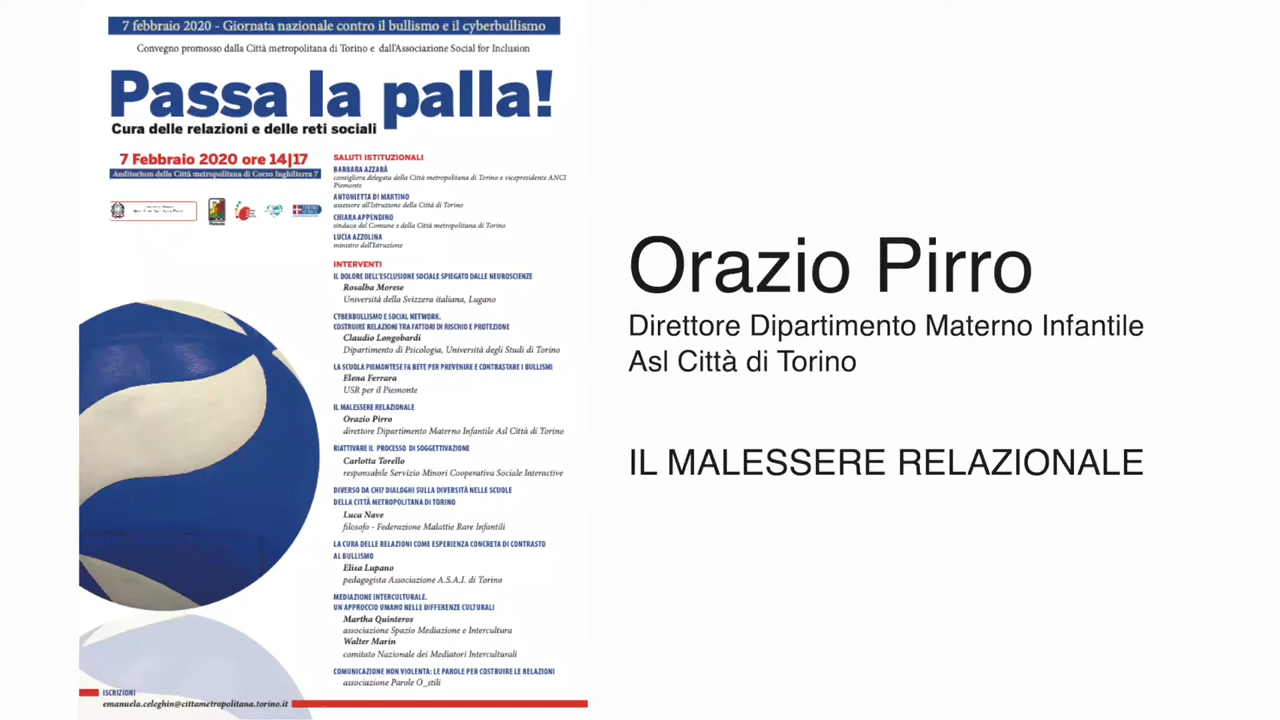 7 febbraio 2020 - Giornata nazionale contro il bullismo e il cyberbullismo
Convegno promosso dalla Città metropolitana di Torino e dall'Associazione Social for Inclusion
Passa la palla!
Cura delle relazioni e delle reti sociali
7 Febbraio 2020 ore 14|17
Auditorium della Città metropolitana di Corso Inghilterra 7
SALUTI ISTITUZIONALI
BARBARA AZZARÀ
consigliera delegata della Città metropolitana di Torino e vicepresidente ANCI
Piemonte
ANTONIETTA DI MARTINO
assessore all'Istruzione della Città di Torino
CHIARA APPENDINO
sindaca del Comune e della Città metropolitana di Torino
LUCIA AZZOLINA
ministro dell'Istruzione
INTERVENTI
IL DOLORE DELL'ESCLUSIONE SOCIALE SPIEGATO DALLE NEUROSCIENZE
Rosalba Morese
Università della Svizzera italiana, Lugano
CYBERBULLISMO E SOCIAL NETWORK.
COSTRUIRE RELAZIONI TRA FATTORI DI RISCHIO E PROTEZIONE
Claudio Longobardi
Dipartimento di Psicologia, Università degli Studi di Torino
LA SCUOLA PIEMONTESE FA RETE PER PREVENIRE E CONTRASTARE I BULLISMI
Elena Ferrara
USR per il Piemonte
IL MALESSERE RELAZIONALE
Orazio Pirro
direttore Dipartimento Materno Infantile Asl Città di Torino
RIATTIVARE IL PROCESSO DI SOGGETTIVAZIONE
Carlotta Torello
responsabile Servizio Minori Cooperativa Sociale Interactive
DIVERSO DA CHI? DIALOGHI SULLA DIVERSITÀ NELLE SCUOLE
DELLA CITTÀ METROPOLITANA DI TORINO
Luca Nave
filosofo - Federazione Malattie Rare Infantili
LA CURA DELLE RELAZIONI COME ESPERIENZA CONCRETA DI CONTRASTO
AL BULLISMO
Elisa Lupano
pedagogista Associazione A.S.A.I. di Torino
MEDIAZIONE INTERCULTURALE.
UN APPROCCIO UMANO NELLE DIFFERENZE CULTURALI
Martha Quinteros
associazione Spazio Mediazione e Intercultura
Walter Marin
comitato Nazionale dei Mediatori Interculturali
COMUNICAZIONE NON VIOLENTA: LE PAROLE PER COSTRUIRE LE RELAZIONI
associazione Parole O_stili
ISCRIZIONI
emanuela.celeghin@cittametropolitana.torino.it
Orazio Pirro
Direttore Dipartimento Materno Infantile
Asl Città di Torino
IL MALESSERE RELAZIONALE